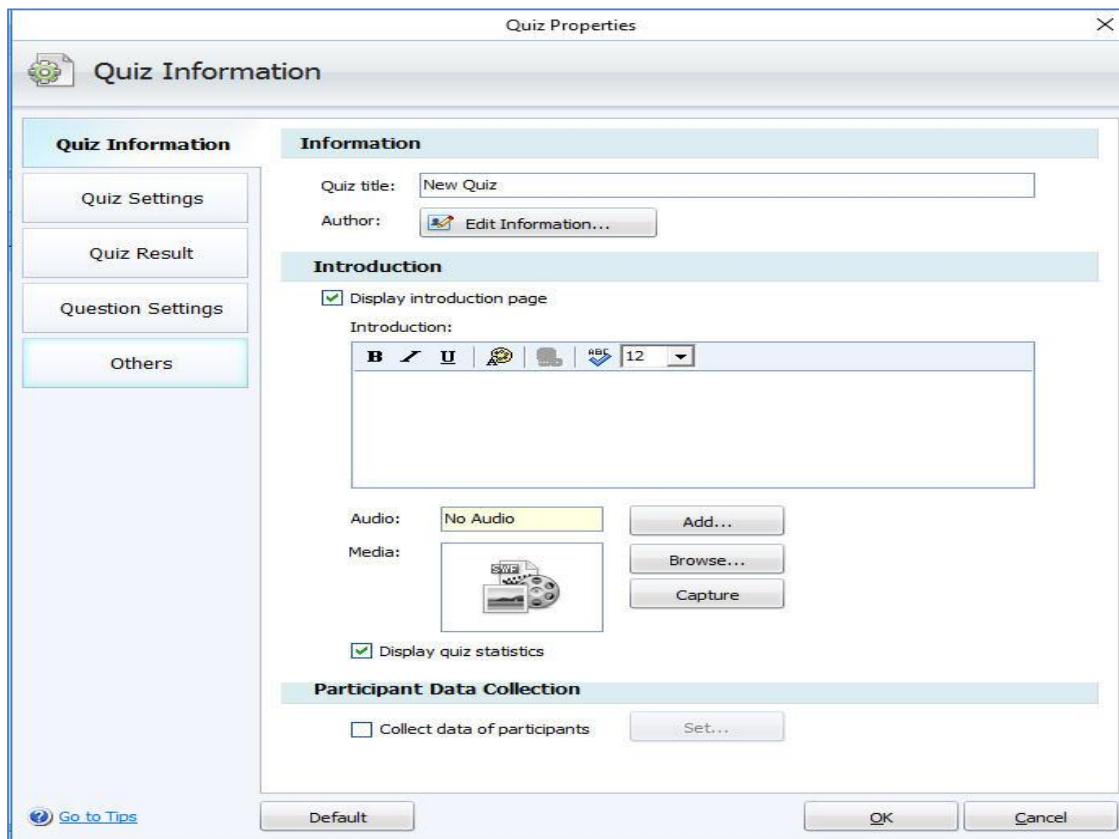 Quiz Properties
Quiz Information
Quiz Information
Quiz Settings
Quiz Result
Question Settings
Others
Information
Quiz title: New Quiz
Author: Edit Information...
Introduction
Display introduction page
Introduction:
B I U A ABC 12
Audio: No Audio Add...
Media: SWF Browse...
Capture
Display quiz statistics
Participant Data Collection
Collect data of participants Set...
Go to Tips Default OK Cancel